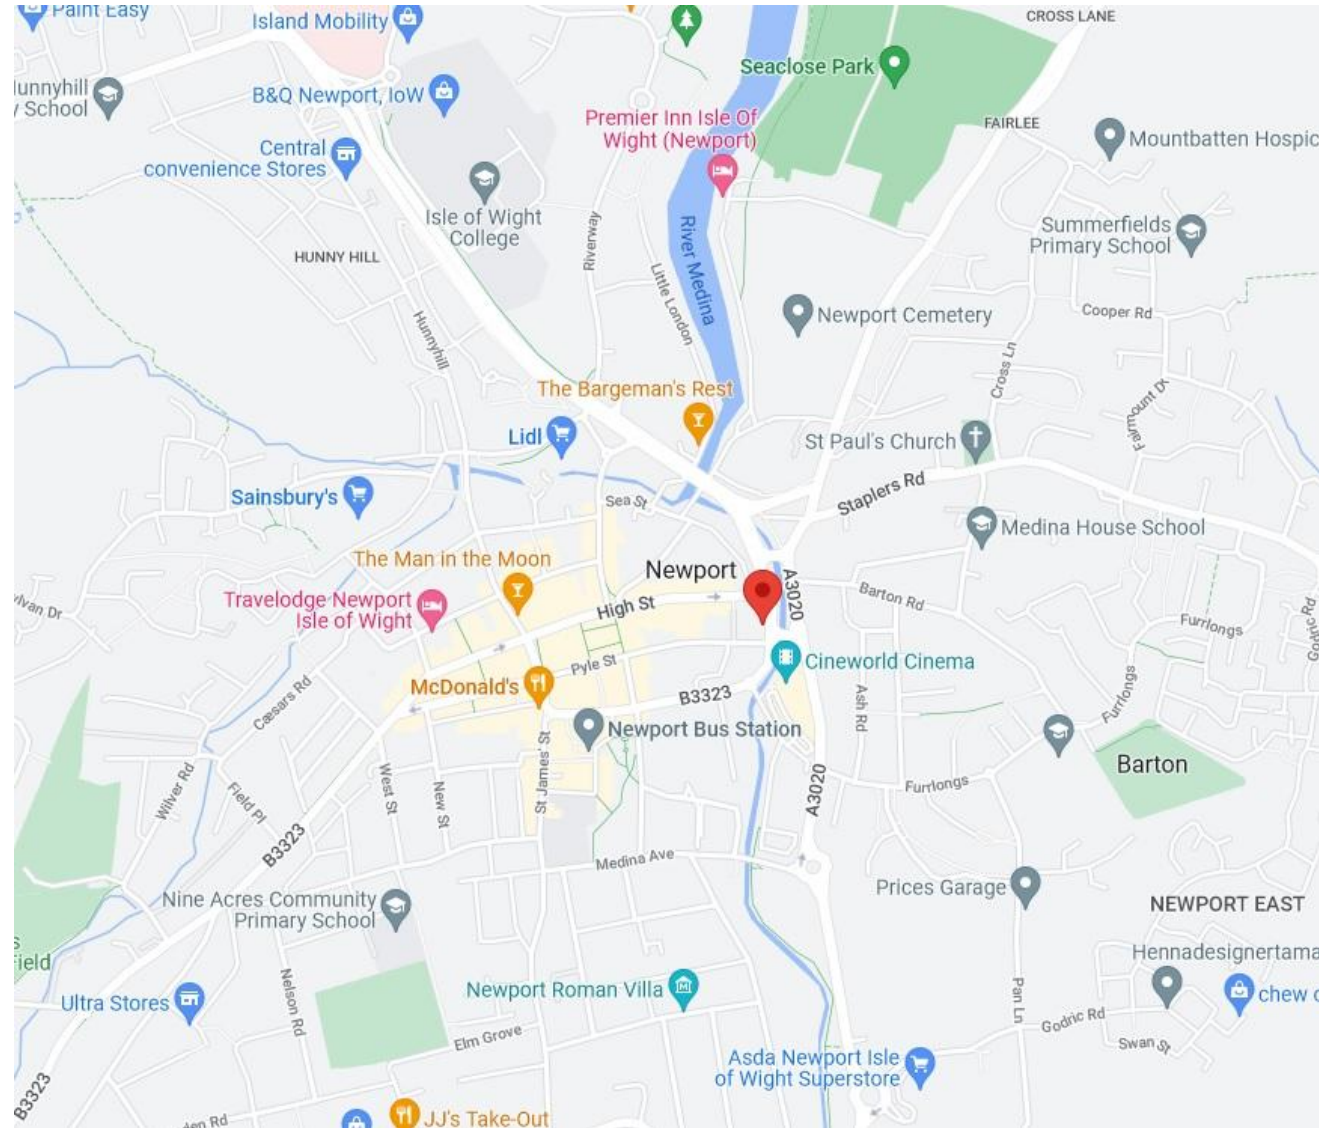 Paint Easy
Island Mobility
CROSS LANE
Seaclose Park
B&Q Newport, IoW
Premier Inn Isle Of
Wight (Newport)
FAIRLEE
Mountbatten
School
Central
convenience Stores
Isle of Wight
College
Riverway
River Medina
Summerfields
Primary School
HUNNY HILL
Little London
Hunnyhill
Newport Cemetery
Cooper Rd
Cross Ln
The Bargeman's Rest
Fairmount Dr
Lidl
St Paul's Church
Staplers Rd
Sainsbury's
Sea St
Medina House School
The Man in the Moon
Newport
A3020
Travelodge Newport
Isle of Wight
High St
Barton Rd
Furrlongs
Pyle St
Cineworld Cinema
McDonald's
B3323
Cæsars Rd
Ash Rd
Furrlongs
Newport Bus Station
Barton
St James' St
West St
New St
Wilver Rd
Field Pl
A3020
Furrlongs
B3323
Medina Ave
Prices Garage
Nine Acres Community
Primary School
NEWPORT EAST
Hennadesignertama
Newport Roman Villa
Ultra Stores
Nelson Rd
Pan Ln
chew
Godric Rd
Elm Grove
Swan St
Asda Newport Isle
of Wight Superstore
B3323
JJ's Take-Out
Rd